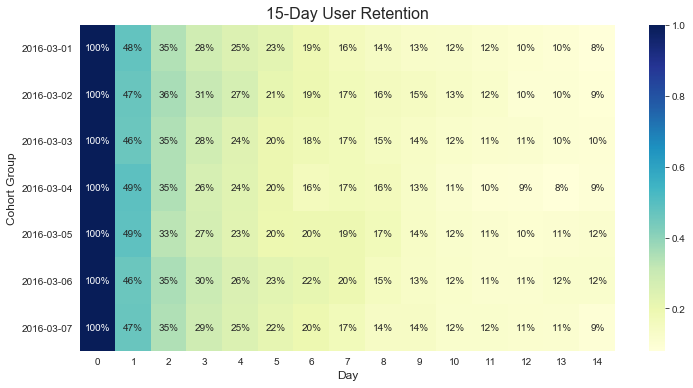 15-Day User Retention
1.0
2016-03-01 100% 48% 35% 28% 25% 23% 19% 16% 14% 13% 12% 12% 10% 10% 8%
2016-03-02 100% 47% 36% 31% 27% 21% 19% 17% 16% 15% 13% 12% 10% 10% 9%
0.8
2016-03-03 100% 46% 35% 28% 24% 20% 18% 17% 15% 14% 12% 11% 11% 10% 10%
0.6
Cohort Group
2016-03-04 100% 49% 35% 26% 24% 20% 16% 17% 16% 13% 11% 10% 9% 8% 9%
2016-03-05 100% 49% 33% 27% 23% 20% 20% 19% 17% 14% 12% 11% 10% 11% 12%
0.4
2016-03-06 100% 46% 35% 30% 26% 23% 22% 20% 15% 13% 12% 11% 11% 12% 12%
0.2
2016-03-07 100% 47% 35% 29% 25% 22% 20% 17% 14% 14% 12% 12% 11% 11% 9%
0 1 2 3 4 5 6 7 8 9 10 11 12 13 14
Day